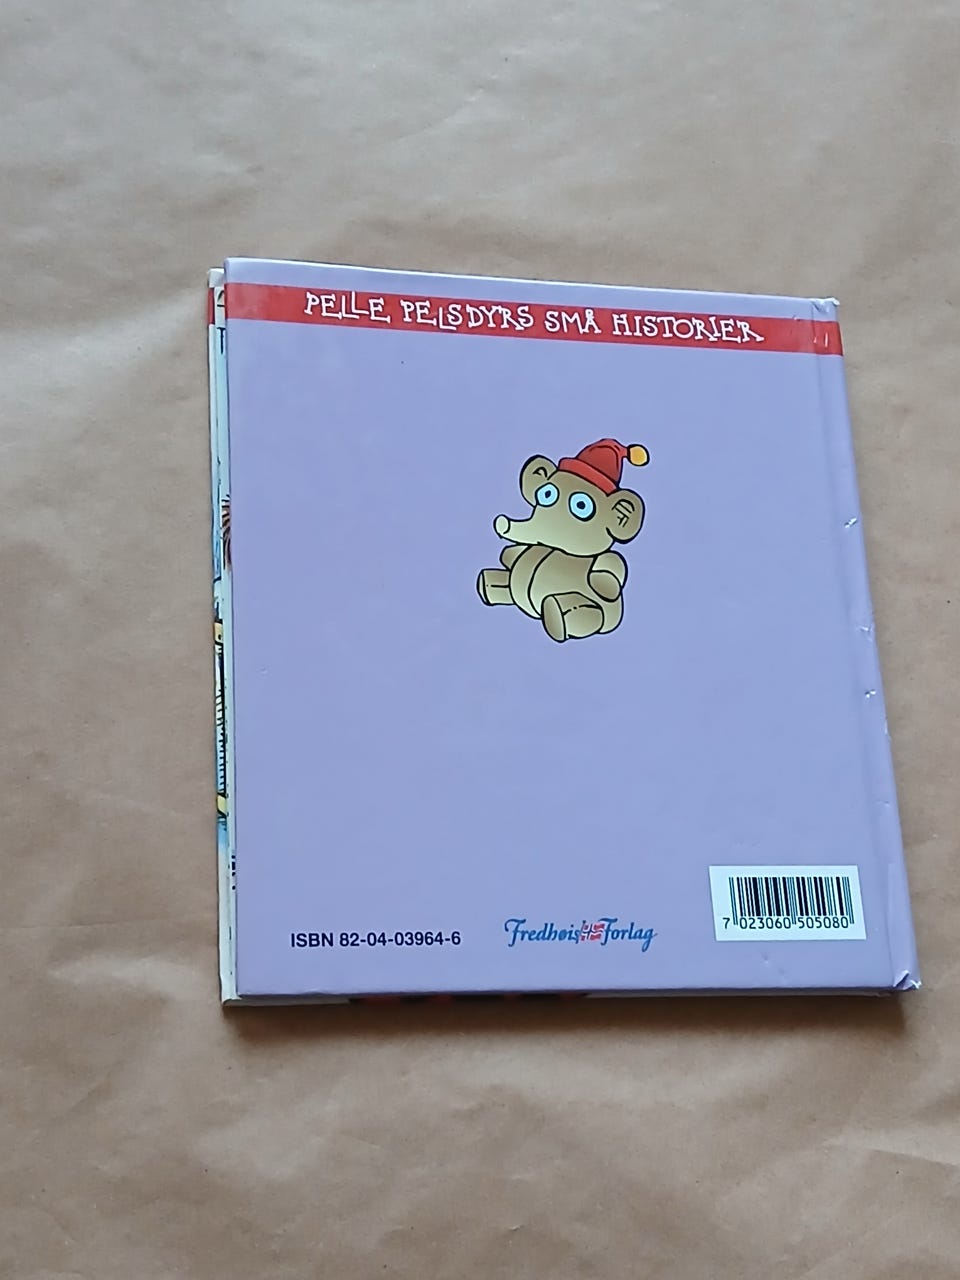 PELLE PELSDYRS SMÅ HISTORIER
ISBN 82-04-03964-6
Fredhøis Forlag
7 023060 505080